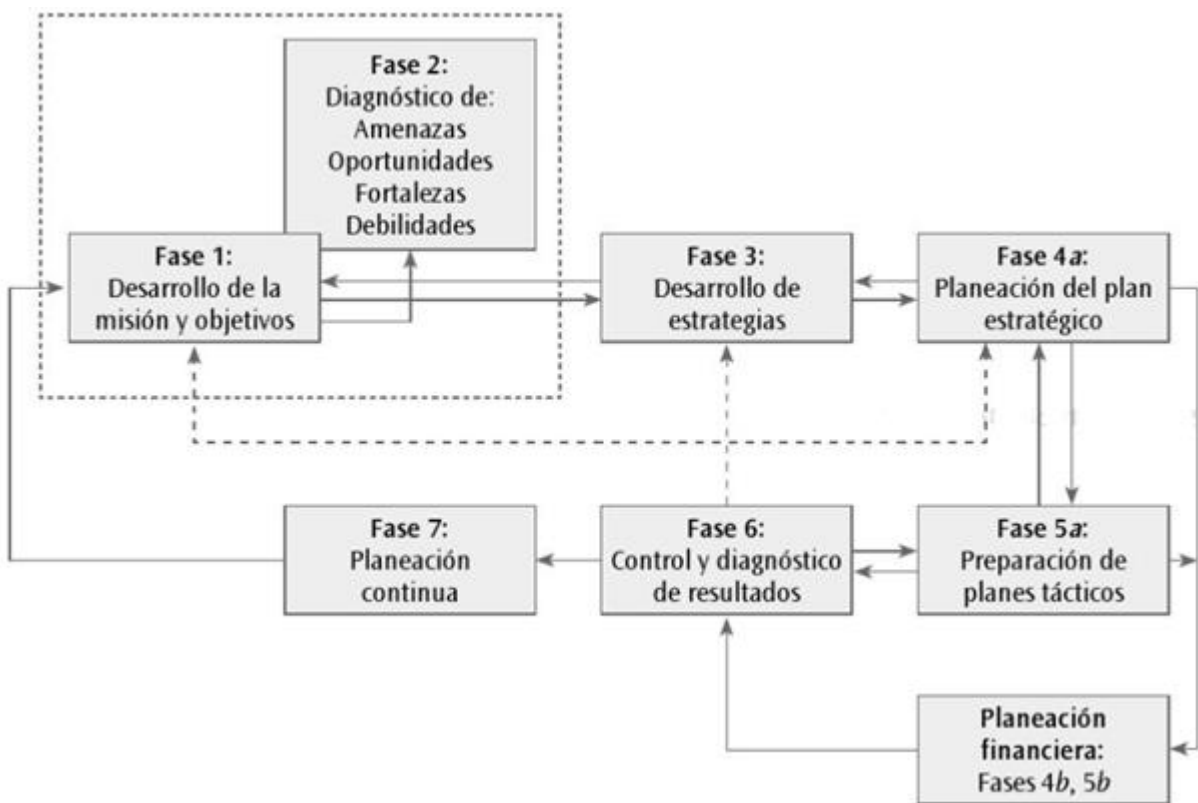 Fase 2:
Diagnóstico de:
Amenazas
Oportunidades
Fortalezas
Debilidades
Fase 1:
Desarrollo de la
misión y objetivos
Fase 3:
Desarrollo de
estrategias
Fase 4a:
Planeación del plan
estratégico
Fase 7:
Planeación
continua
Fase 6:
Control y diagnóstico
de resultados
Fase 5a:
Preparación de
planes tácticos
Planeación
financiera:
Fases 4b, 5b